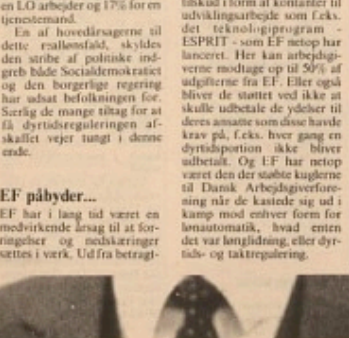 en LO arbejder og 17% for en
tjenestemand.
En af hovedårsagerne til
dette reallønsfald, skyldes
den stribe af politiske ind-
greb både Socialdemokratiet
og den borgerlige regering
har udsat befolkningen for.
Særlig de mange tiltag for at
få dyrtidsreguleringen af-
skaffet vejer tungt i denne
ende.
EF påbyder...
EF har i lang tid været en
medvirkende årsag til at for-
ringelser og nedskæringer
sættes i værk. Ud fra betragt-
tilskud i form af kontanter til
udviklingsarbejde som f.eks.
det teknologiprogram -
ESPRIT - som EF netop har
lanceret. Her kan arbejdsgi-
verne modtage op til 50% af
udgifterne fra EF. Eller også
bliver de støttet ved ikke at
skulle udbetale de ydelser til
deres ansatte som disse havde
krav på, f.eks. hver gang en
dyrtidsportion ikke bliver
udbetalt. Og EF har netop
været den der støbte kuglerne
til Dansk Arbejdsgiverfore-
ning når de kastede sig ud i
kamp mod enhver form for
lønautomatik, hvad enten
det var lønglidning, eller dyr-
tids- og taktregulering.